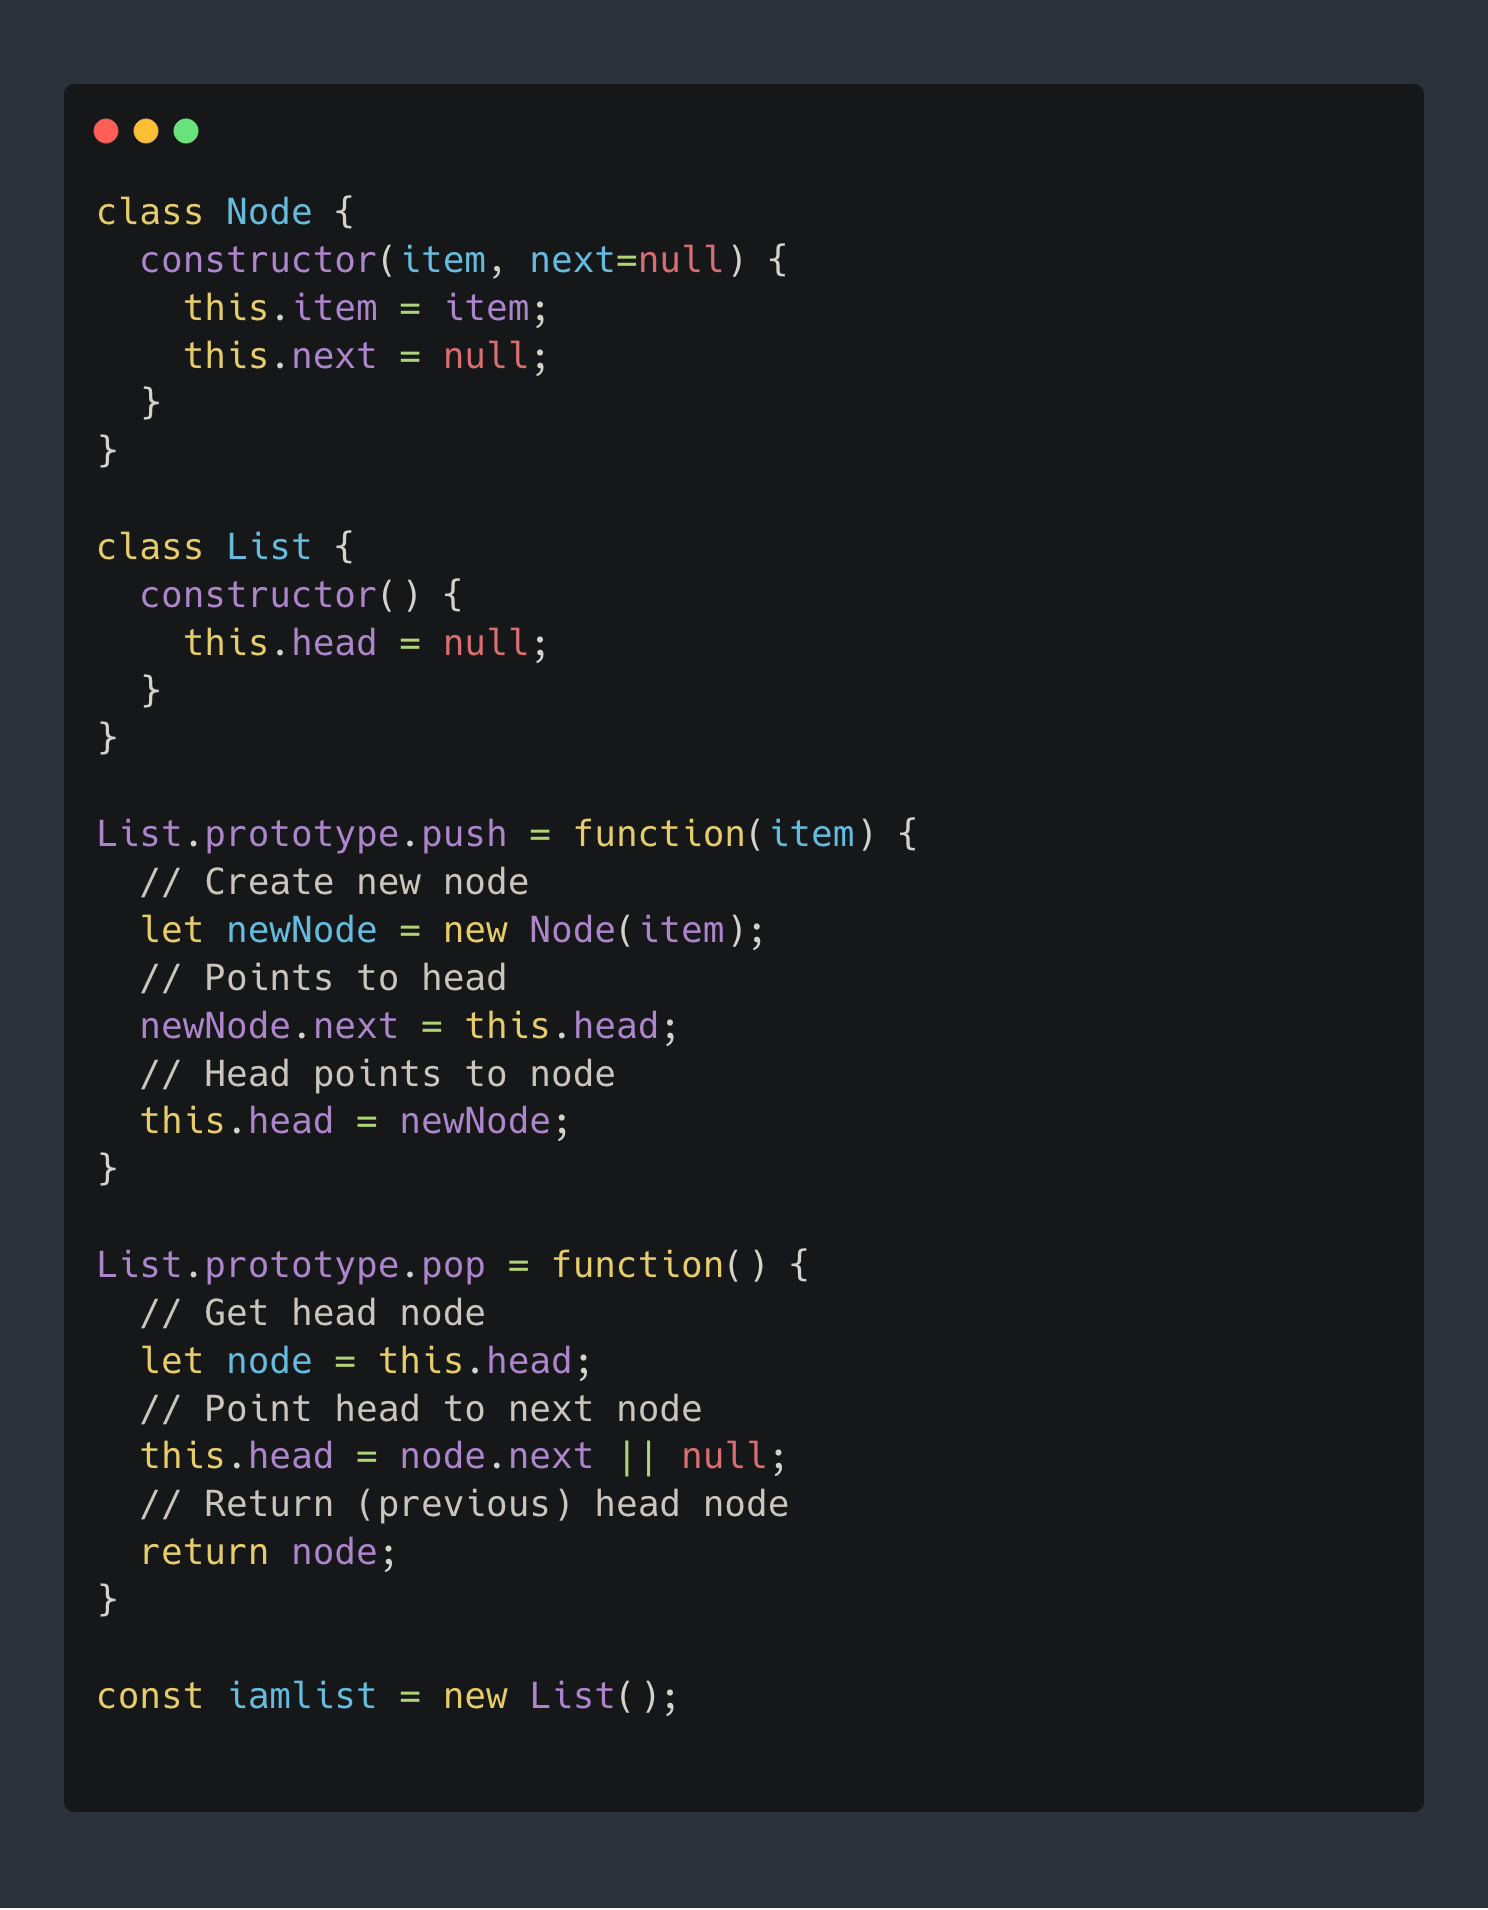 class Node {
  constructor(item, next=null) {
    this.item = item;
    this.next = null;
  }
}

class List {
  constructor() {
    this.head = null;
  }
}

List.prototype.push = function(item) {
  // Create new node
  let newNode = new Node(item);
  // Points to head
  newNode.next = this.head;
  // Head points to node
  this.head = newNode;
}

List.prototype.pop = function() {
  // Get head node
  let node = this.head;
  // Point head to next node
  this.head = node.next || null;
  // Return (previous) head node
  return node;
}

const iamlist = new List();